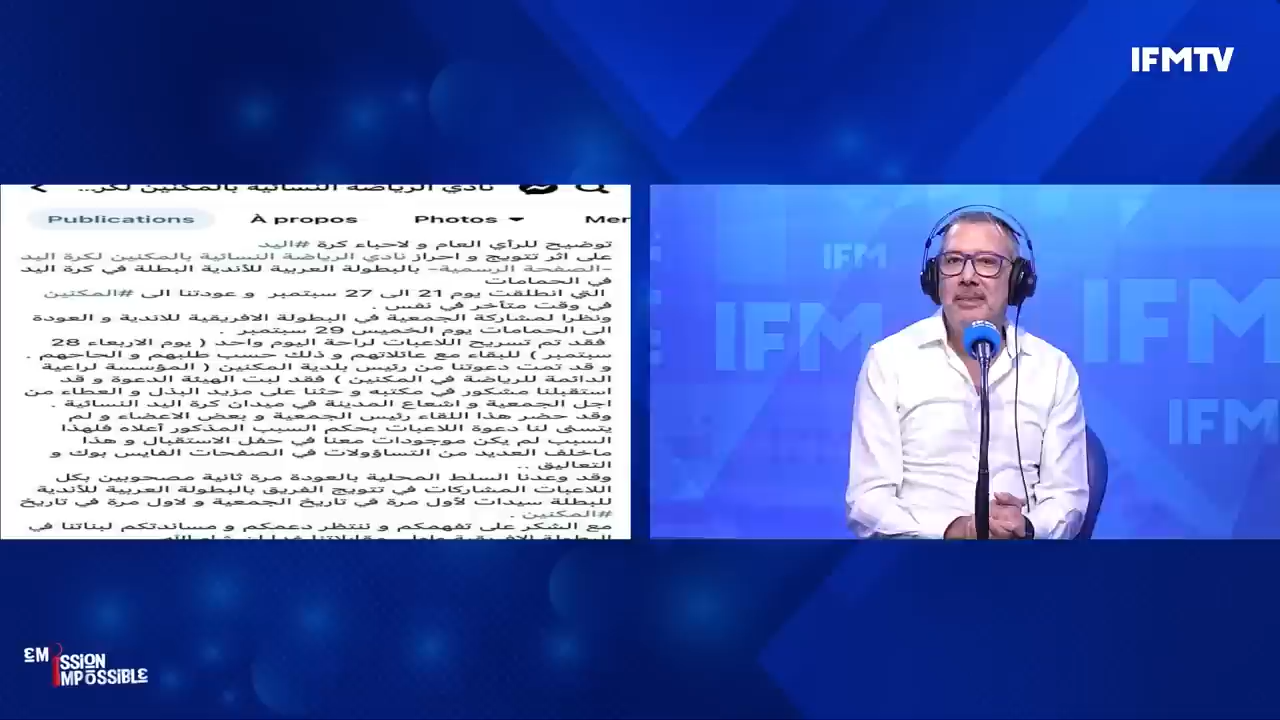 IFMTV
نادي الرياضة النسائية بالمكنين لكر...
Publications
À propos
Photos
Mer
توضيح للرأي العام و لاحباء كرة #اليد
على اثر تتويج و احراز نادي الرياضة النسائية بالمكنين لكرة اليد
-الصفحة الرسمية- بالبطولة العربية للأندية البطلة في كرة اليد
في الحمامات
التي انطلقت يوم 21 الى 27 سبتمبر و عودتنا الى #المكنين
في وقت متأخر في نفس .
ونظرا لمشاركة الجمعية في البطولة الافريقية للاندية و العودة
الى الحمامات يوم الخميس 29 سبتمبر .
فقد تم تسريح اللاعبات لراحة اليوم واحد ( يوم الاربعاء 28
سبتمبر ) للبقاء مع عائلاتهم و ذلك حسب طلبهم و الحاحهم .
و قد تمت دعوتنا من رئيس بلدية المكنين ( المؤسسة لراعية
الدائمة للرياضة في المكنين ) فقد لبت الهيئة الدعوة و قد
استقبلنا مشكور في مكتبه و حثنا على مزيد البذل و العطاء من
اجل الجمعية و اشعاع المدينة في ميدان كرة اليد النسائية .
وقد حضر هذا اللقاء رئيس الجمعية و بعض الاعضاء و لم
يتسنى لنا دعوة اللاعبات بحكم السبب المذكور أعلاه فلهذا
السبب لم يكن موجودات معنا في حفل الاستقبال و هذا
ماخلف العديد من التساؤولات في الصفحات الفايس بوك و
التعاليق ..
وقد وعدنا السلط المحلية بالعودة مرة ثانية مصحوبين بكل
اللاعبات المشاركات في تتويج الفريق بالبطولة العربية للأندية
للبطلة سيدات لأول مرة في تاريخ الجمعية و لاول مرة في تاريخ
#المكنين .
مع الشكر على تفهمكم و ننتظر دعمكم و مساندتكم لبناتنا في
IFM
IFM
IFM
IFM
EMISSION
IMPOSSIBLE